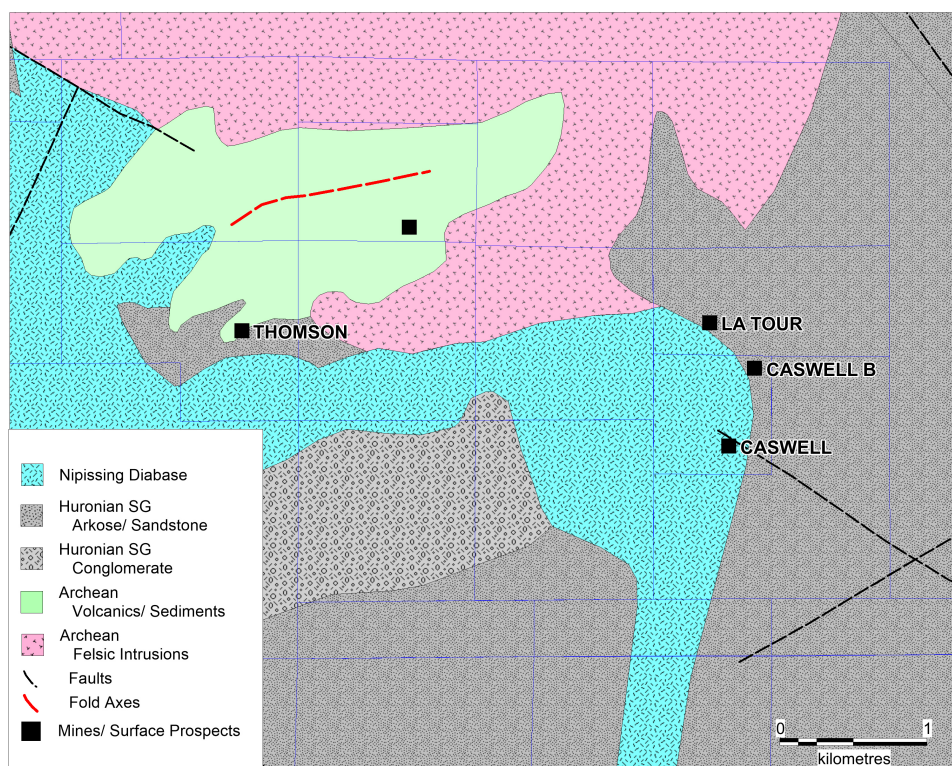 THOMSON
LA TOUR
CASWELL B
CASWELL
Nipissing Diabase
Huronian SG
Arkose/ Sandstone
Huronian SG
Conglomerate
Archean
Volcanics/ Sediments
Archean
Felsic Intrusions
Faults
Fold Axes
Mines/ Surface Prospects
0 1
kilometres